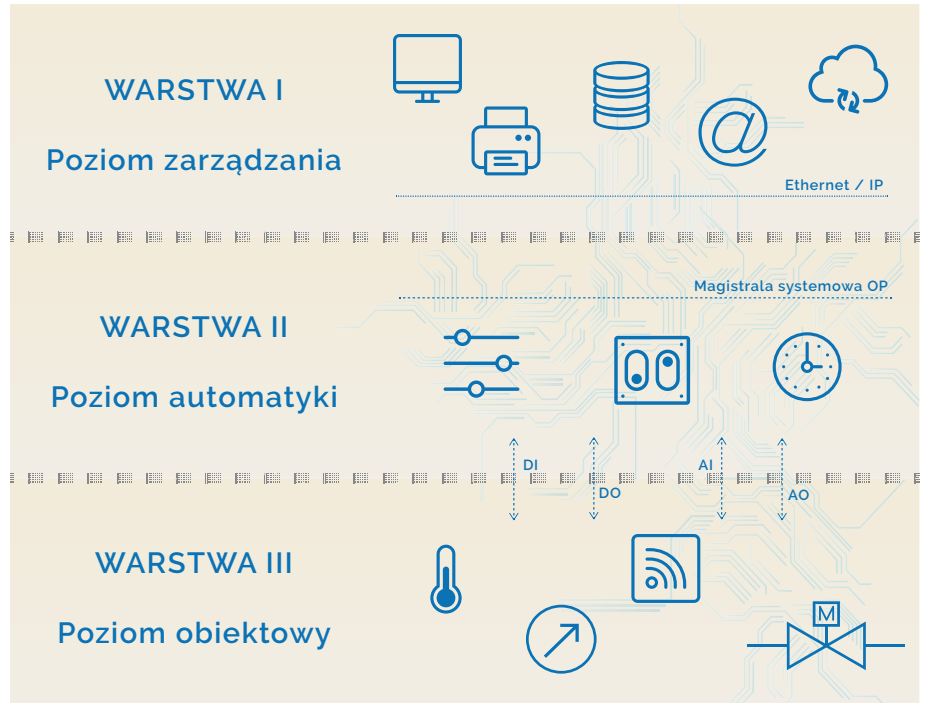 WARSTWA I
Poziom zarządzania
@
Ethernet / IP
Magistrala systemowa OP
WARSTWA II
Poziom automatyki
DI
DO
AI
AO
WARSTWA III
Poziom obiektowy
M